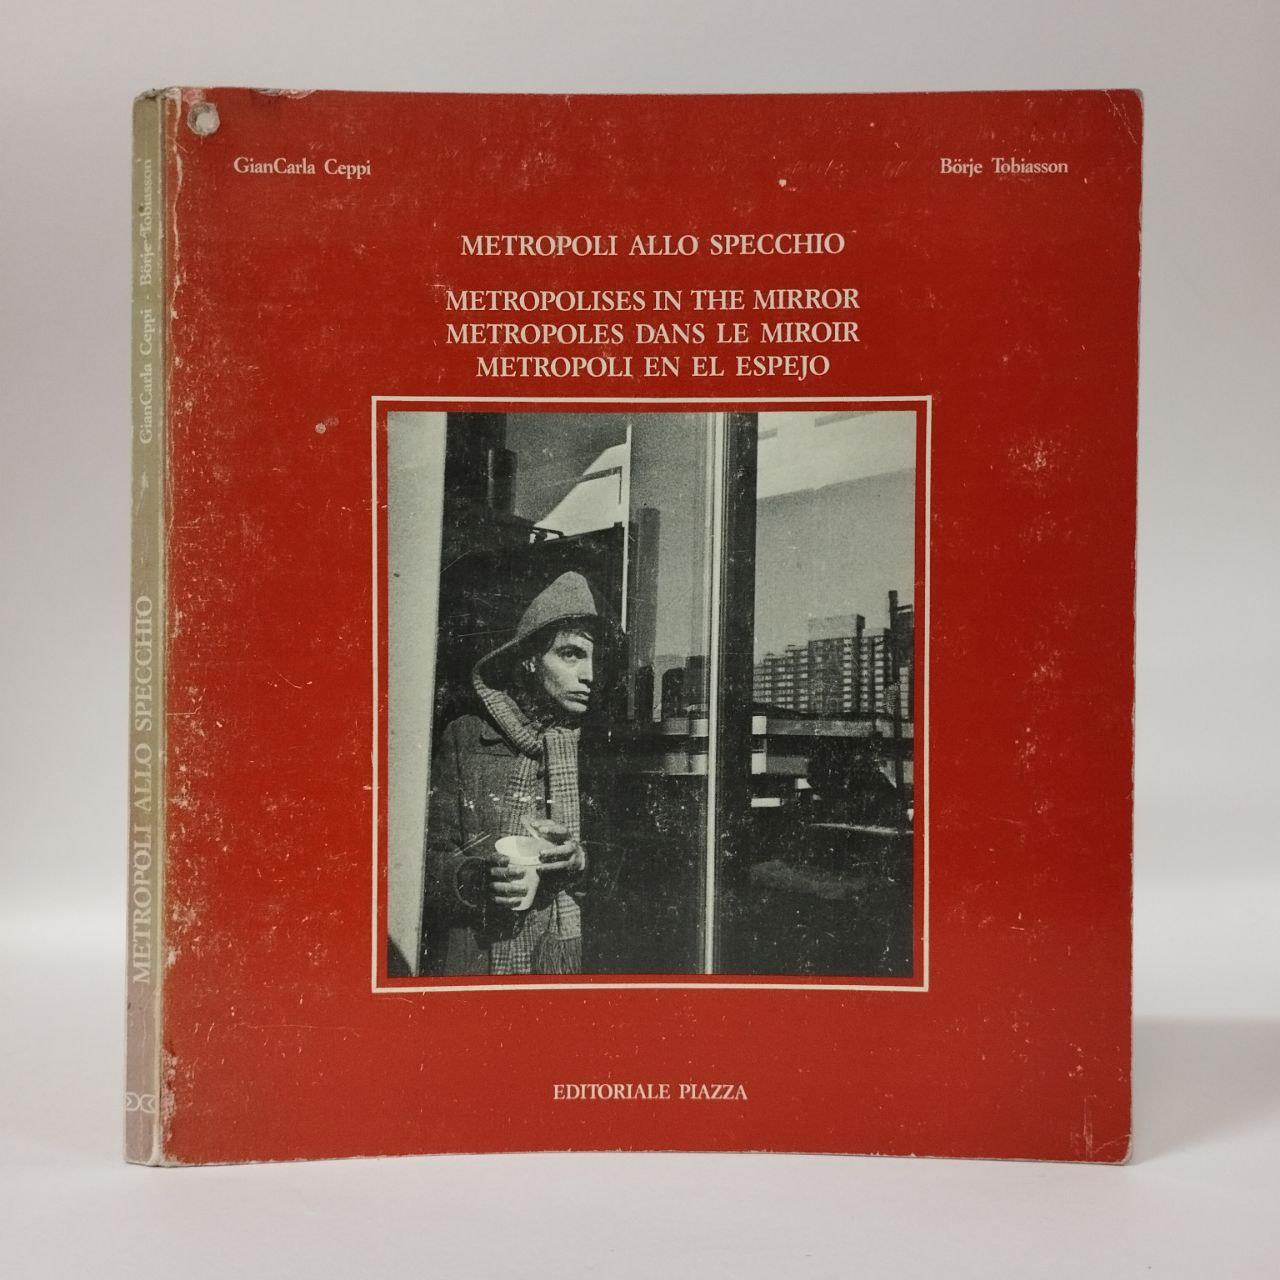 GianCarla Ceppi
Börje Tobiasson
METROPOLI ALLO SPECCHIO
METROPOLISES IN THE MIRROR
METROPOLES DANS LE MIROIR
METROPOLI EN EL ESPEJO
EDITORIALE PIAZZA
METROPOLI ALLO SPECCHIO
GianCarla Ceppi - Börje Tobiasson